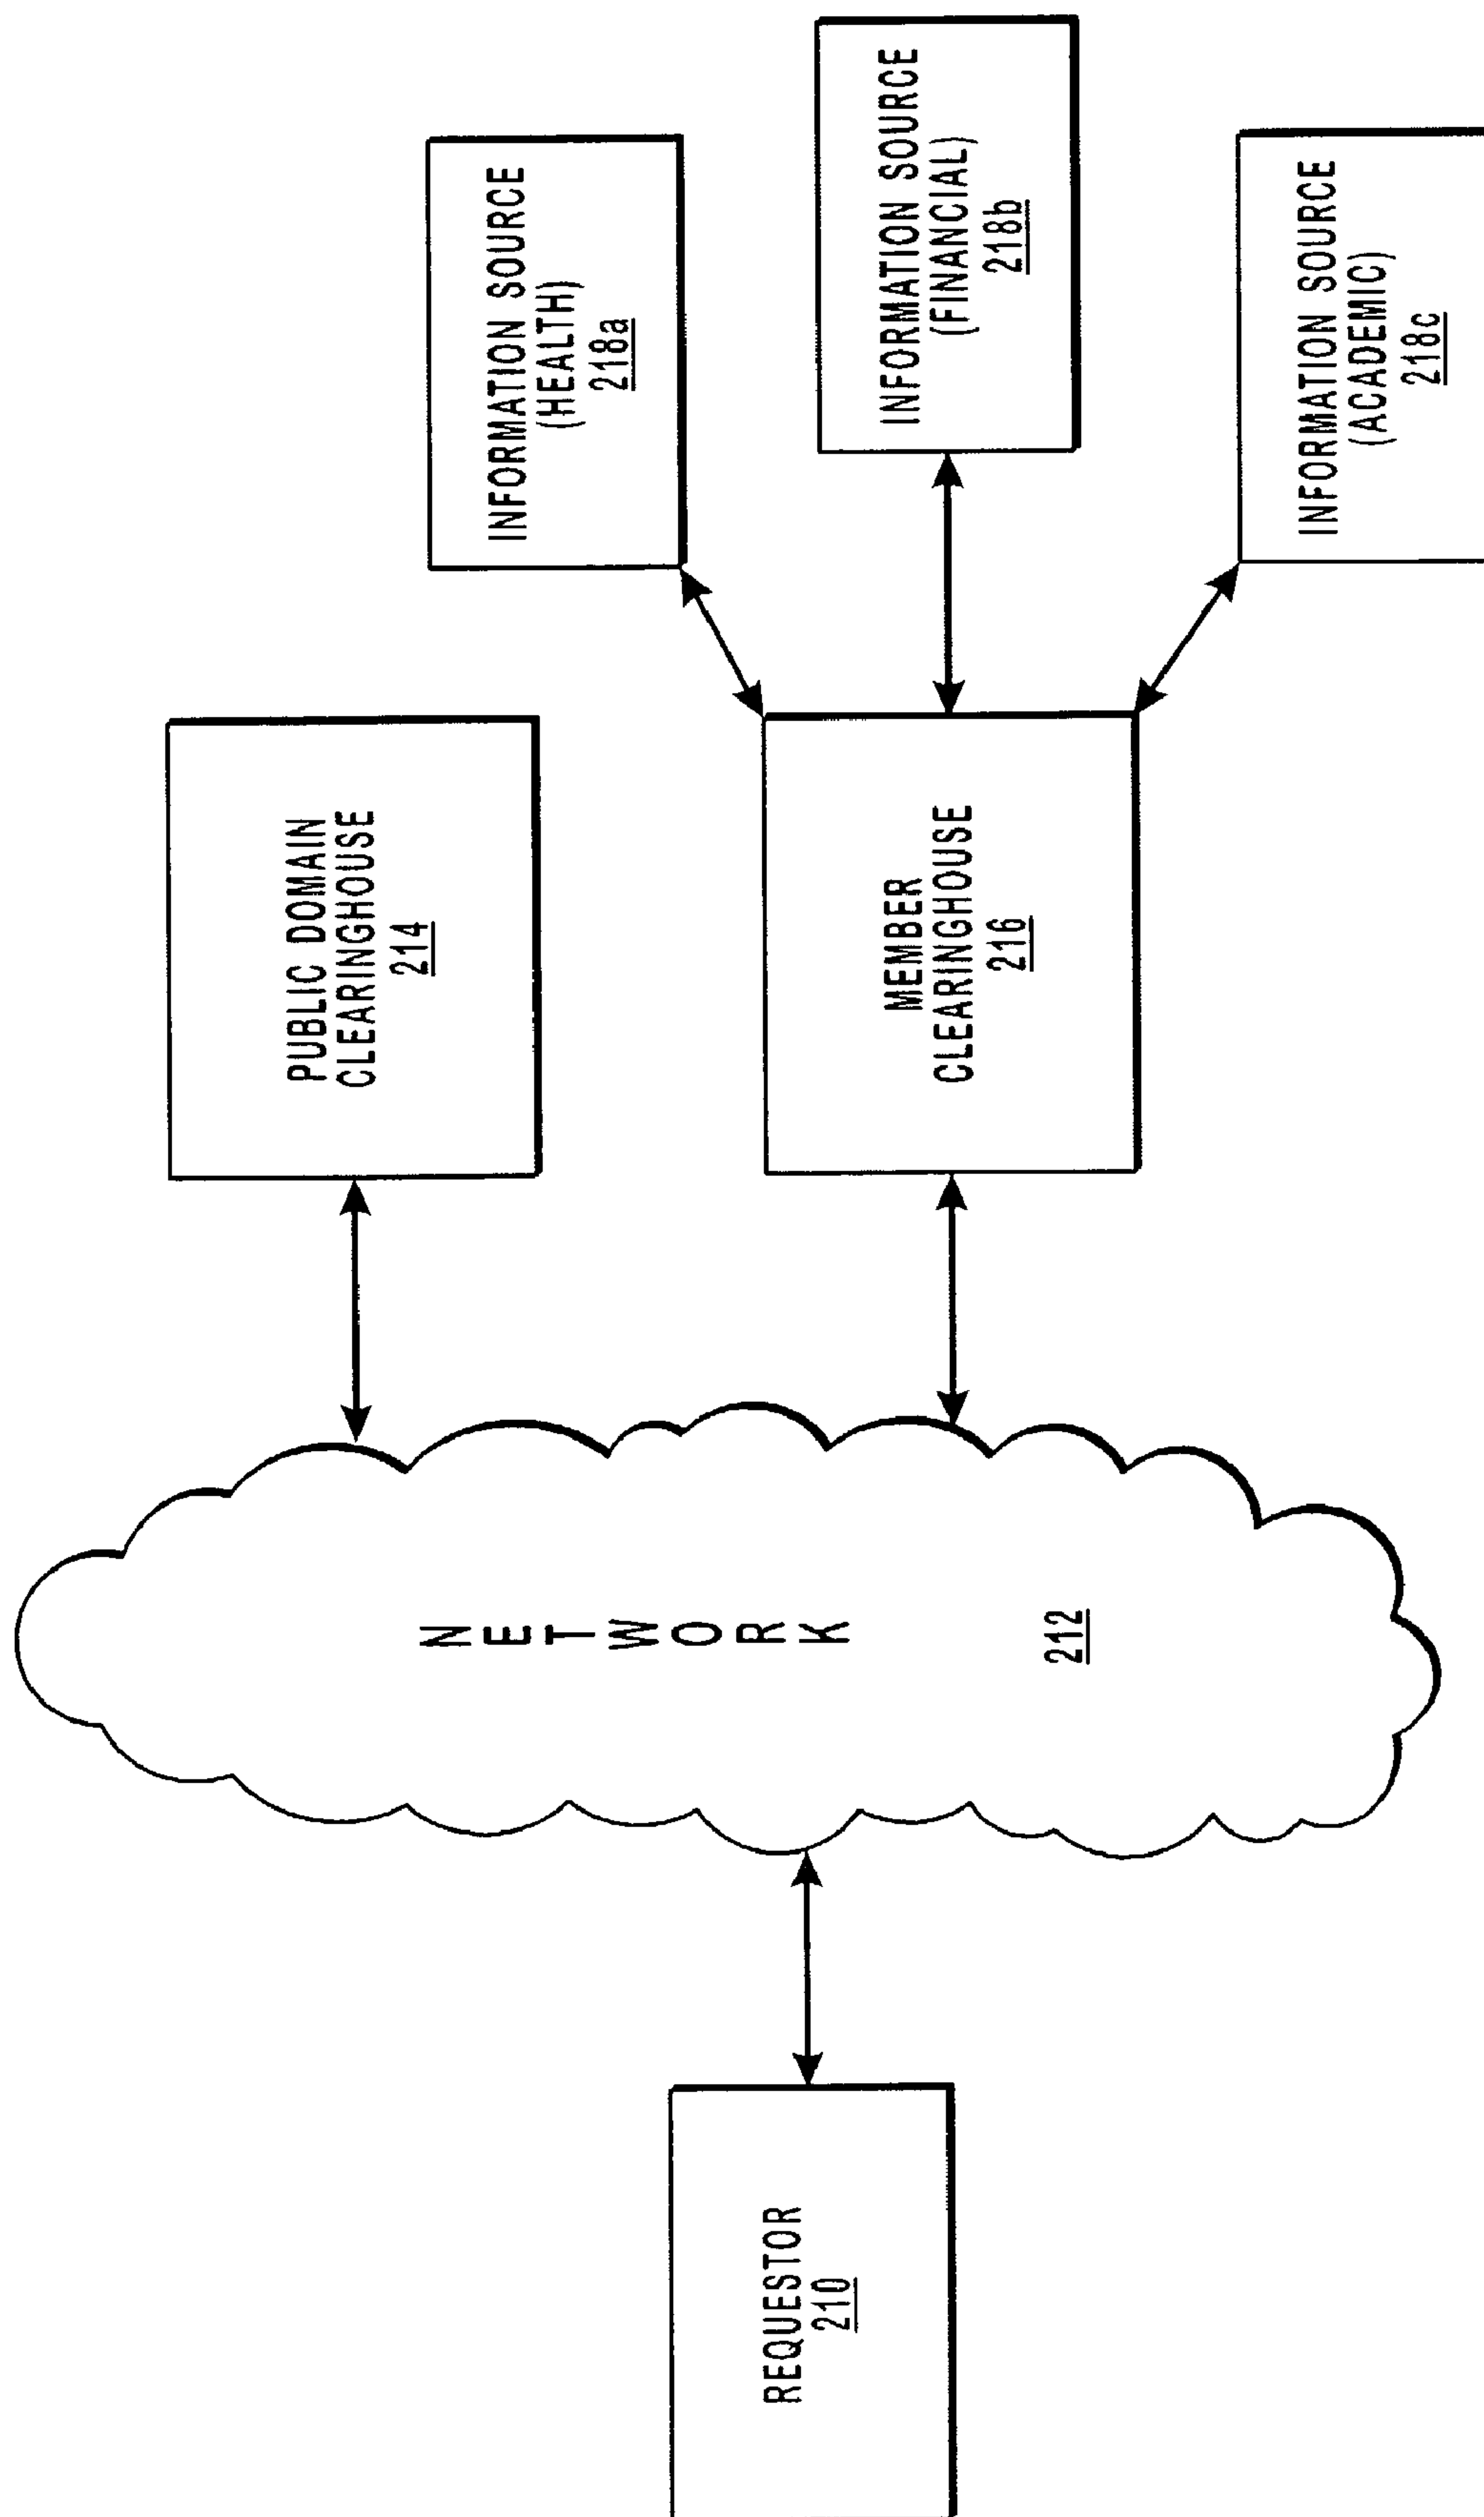 REQUESTOR
210
NETWORK
212
PUBLIC DOMAIN
CLEARINGHOUSE
214
MEMBER
CLEARINGHOUSE
216
INFORMATION SOURCE
(HEALTH)
218a
INFORMATION SOURCE
(FINANCIAL)
218b
INFORMATION SOURCE
(ACADEMIC)
218c